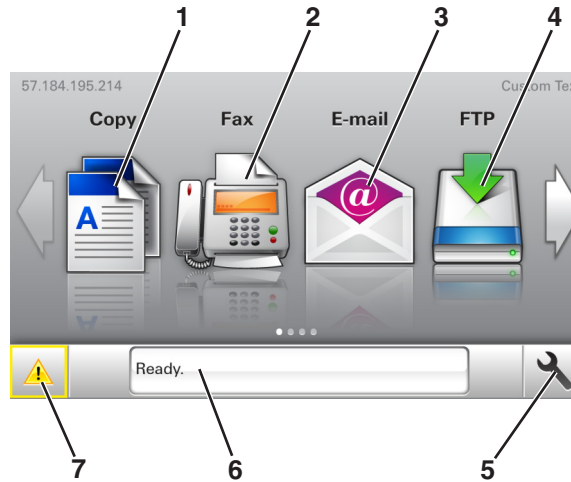 1 2 3 4
57.184.195.214 Custom Te
Copy Fax E-mail FTP
A @
Ready.
7 6 5